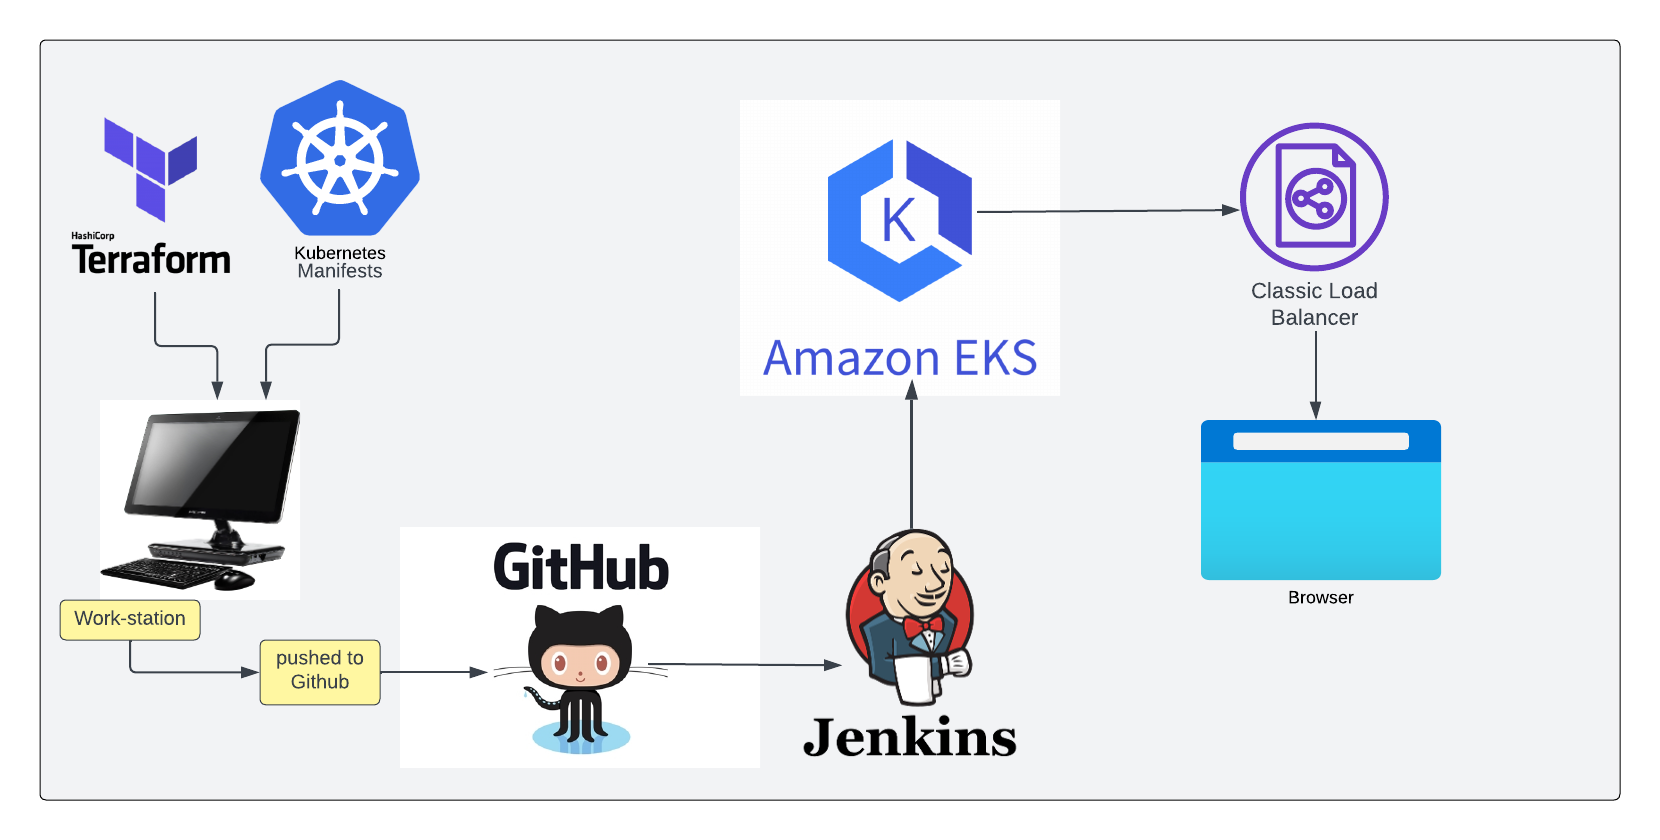 HashiCorp
Terraform
Kubernetes
Manifests
K
Amazon EKS
Classic Load
Balancer
Work-station
pushed to
Github
GitHub
Jenkins
Browser